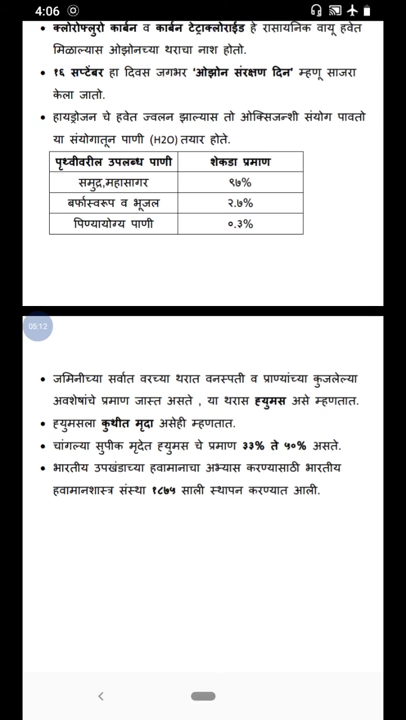 4:06
क्लोरोफ्लुरो कार्बन व कार्बन टेट्राक्लोराईड हे रासायनिक वायू हवेत
मिळाल्यास ओझोनच्या थराचा नाश होतो.
१६ सप्टेंबर हा दिवस जगभर ‘ओझोन संरक्षण दिन' म्हणू साजरा
केला जातो.
हायड्रोजन चे हवेत ज्वलन झाल्यास तो ओक्सिजन्शी संयोग पावतो
या संयोगातून पाणी (H2O) तयार होते.
पृथ्वीवरील उपलब्ध पाणी शेकडा प्रमाण
समुद्र,महासागर ९७%
बर्फास्वरूप व भूजल २.७%
पिण्यायोग्य पाणी ०.३%
05:12
जमिनीच्या सर्वात वरच्या थरात वनस्पती व प्राण्यांच्या कुजलेल्या
अवशेषांचे प्रमाण जास्त असते , या थरास ह्युमस असे म्हणतात.
ह्युमसला कुथीत मृदा असेही म्हणतात.
चांगल्या सुपीक मृदेत ह्युमस चे प्रमाण ३३% ते ५०% असते.
भारतीय उपखंडाच्या हवामानाचा अभ्यास करण्यासाठी भारतीय
हवामानशास्त्र संस्था १८७५ साली स्थापन करण्यात आली.